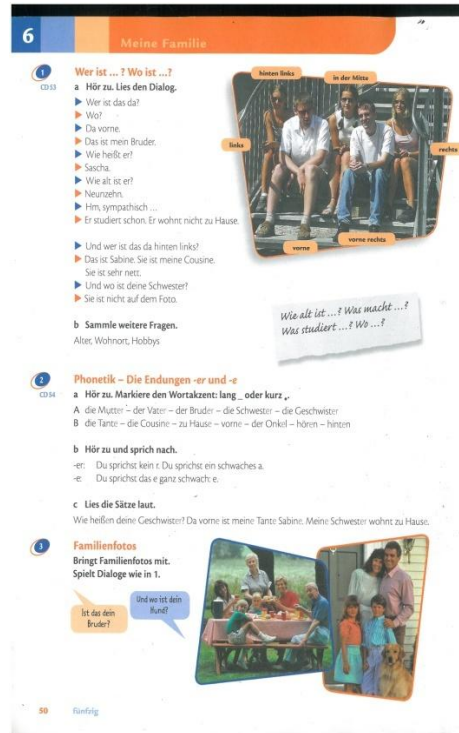 6
Meine Familie
1
CD 53
Wer ist ... ? Wo ist ...?
a Hör zu. Lies den Dialog.
Wer ist das da?
Wo?
Da vorne.
Das ist mein Bruder.
Wie heißt er?
Sascha.
Wie alt ist er?
Neunzehn.
Hm, sympathisch ...
Er studiert schon. Er wohnt nicht zu Hause.
Und wer ist das da hinten links?
Das ist Sabine. Sie ist meine Cousine.
Sie ist sehr nett.
Und wo ist deine Schwester?
Sie ist nicht auf dem Foto.
hinten links
in der Mitte
links
rechts
vorne
vorne rechts
b Sammle weitere Fragen.
Alter, Wohnort, Hobbys
Wie alt ist ...? Was macht ...?
Was studiert ...? Wo ...?
2
CD 54
Phonetik – Die Endungen -er und -e
a Hör zu. Markiere den Wortakzent: lang _ oder kurz .
A die Mutter – der Vater – der Bruder – die Schwester – die Geschwister
B die Tante – die Cousine – zu Hause – vorne – der Onkel – hören – hinten
b Hör zu und sprich nach.
-er: Du sprichst kein r. Du sprichst ein schwaches a.
-e: Du sprichst das e ganz schwach: e.
c Lies die Sätze laut.
Wie heißen deine Geschwister? Da vorne ist meine Tante Sabine. Meine Schwester wohnt zu Hause.
3
Familienfotos
Bringt Familienfotos mit.
Spielt Dialoge wie in 1.
Ist das dein
Bruder?
Und wo ist dein
Hund?
50 fünfzig